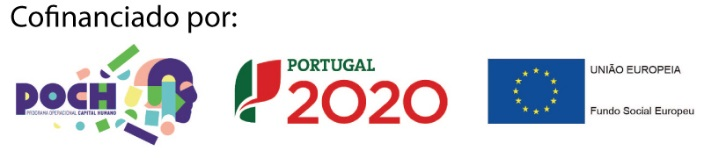 Cofinanciado por:
POCH
PROGRAMA OPERACIONAL CAPITAL HUMANO
PORTUGAL
2020
UNIÃO EUROPEIA
Fundo Social Europeu